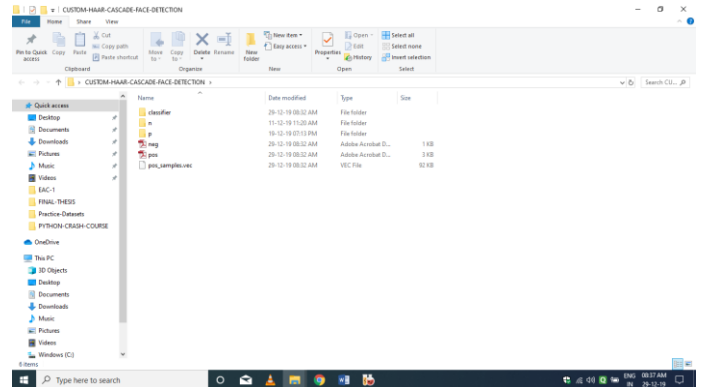 CUSTOM-HAAR-CASCADE-FACE-DETECTION
File Home Share View
Pin to Quick access
Copy
Paste
Cut
Copy path
Paste shortcut
Clipboard
Move to
Copy to
Delete
Rename
Organize
New folder
New item
Easy access
New
Properties
Open
Edit
History
Open
Select all
Select none
Invert selection
Select
CUSTOM-HAAR-CASCADE-FACE-DETECTION
Search CU...
Name Date modified Type Size
classifier 29-12-19 08:32 AM File folder
n 11-12-19 11:20 AM File folder
p 19-12-19 07:13 PM File folder
neg 29-12-19 08:32 AM Adobe Acrobat D... 1 KB
pos 29-12-19 08:32 AM Adobe Acrobat D... 3 KB
pos_samples.vec 29-12-19 08:32 AM VEC File 92 KB
Quick access
Desktop
Documents
Downloads
Pictures
Music
Videos
EAC-1
FINAL-THESIS
Practice-Datasets
PYTHON-CRASH-COURSE
OneDrive
This PC
3D Objects
Desktop
Documents
Downloads
Music
Pictures
Videos
Windows (C:)
6 items
Type here to search
ENG 08:37 AM
IN 29-12-19